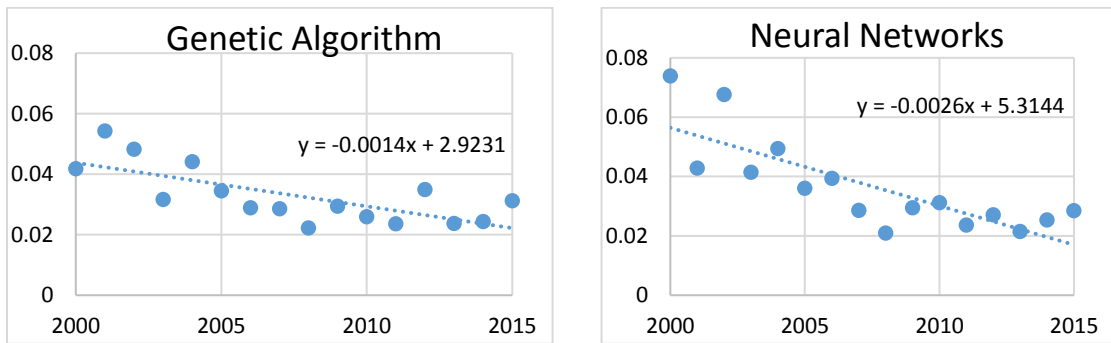 Genetic Algorithm
0.08
0.06
y = -0.0014x + 2.9231
0.04
0.02
0
2000 2005 2010 2015
Neural Networks
0.08
y = -0.0026x + 5.3144
0.06
0.04
0.02
0
2000 2005 2010 2015